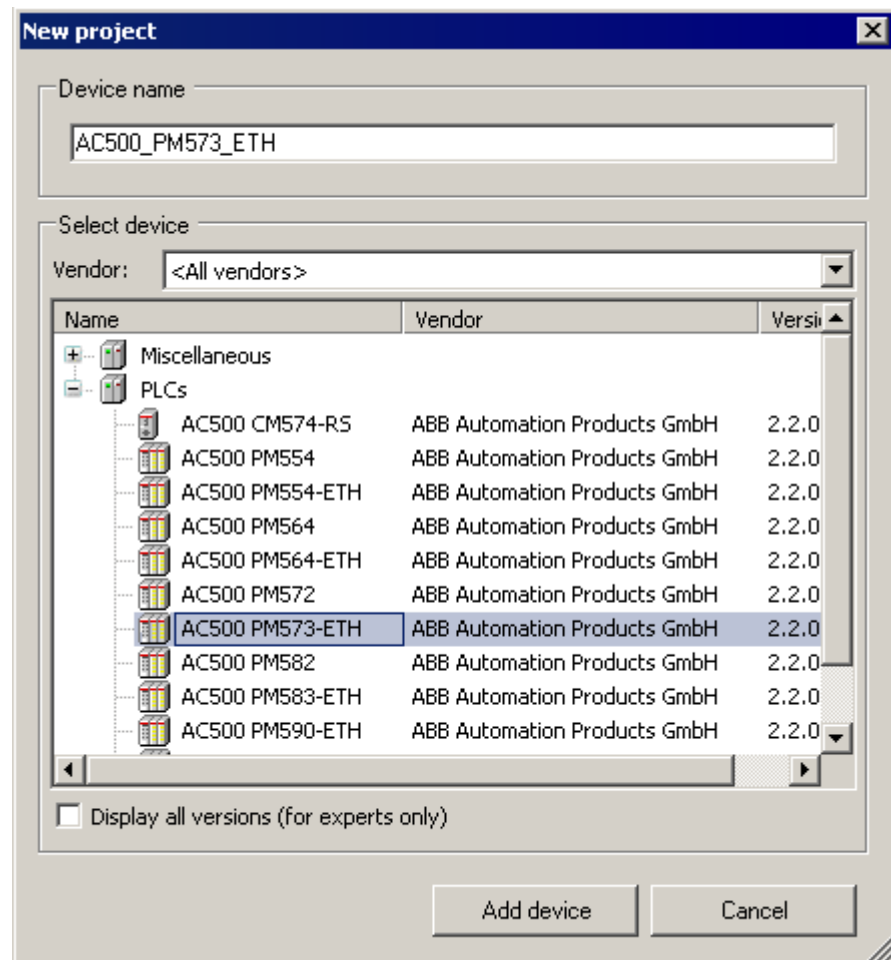 New project
Device name
AC500_PM573_ETH
Select device
Vendor: <All vendors>
Name Vendor Versi
Miscellaneous
PLCs
AC500 CM574-RS ABB Automation Products GmbH 2.2.0
AC500 PM554 ABB Automation Products GmbH 2.2.0
AC500 PM554-ETH ABB Automation Products GmbH 2.2.0
AC500 PM564 ABB Automation Products GmbH 2.2.0
AC500 PM564-ETH ABB Automation Products GmbH 2.2.0
AC500 PM572 ABB Automation Products GmbH 2.2.0
AC500 PM573-ETH ABB Automation Products GmbH 2.2.0
AC500 PM582 ABB Automation Products GmbH 2.2.0
AC500 PM583-ETH ABB Automation Products GmbH 2.2.0
AC500 PM590-ETH ABB Automation Products GmbH 2.2.0
Display all versions (for experts only)
Add device Cancel